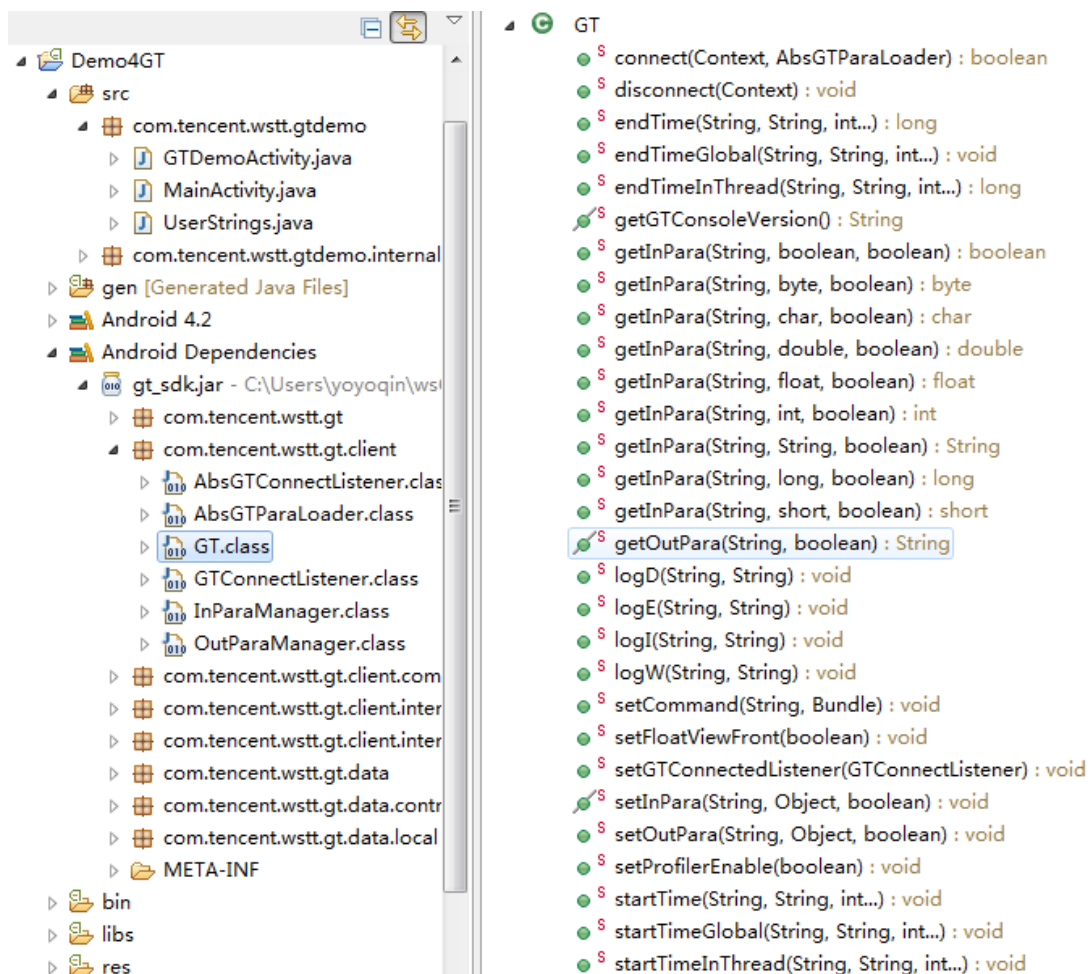 Demo4GT
src
com.tencent.wstt.gtdemo
GTDemoActivity.java
MainActivity.java
UserStrings.java
com.tencent.wstt.gtdemo.internal
gen [Generated Java Files]
Android 4.2
Android Dependencies
gt_sdk.jar - C:\Users\yoyoqin\ws
com.tencent.wstt.gt
com.tencent.wstt.gt.client
AbsGTConnectListener.clas
AbsGTParaLoader.class
GT.class
GTConnectListener.class
InParaManager.class
OutParaManager.class
com.tencent.wstt.gt.client.com
com.tencent.wstt.gt.client.inter
com.tencent.wstt.gt.client.inter
com.tencent.wstt.gt.data
com.tencent.wstt.gt.data.contr
com.tencent.wstt.gt.data.local
META-INF
bin
libs
res
GT
S connect(Context, AbsGTParaLoader) : boolean
S disconnect(Context) : void
S endTime(String, String, int...) : long
S endTimeGlobal(String, String, int...) : void
S endTimeInThread(String, String, int...) : long
S getGTConsoleVersion() : String
S getInPara(String, boolean, boolean) : boolean
S getInPara(String, byte, boolean) : byte
S getInPara(String, char, boolean) : char
S getInPara(String, double, boolean) : double
S getInPara(String, float, boolean) : float
S getInPara(String, int, boolean) : int
S getInPara(String, String, boolean) : String
S getInPara(String, long, boolean) : long
S getInPara(String, short, boolean) : short
S getOutPara(String, boolean) : String
S logD(String, String) : void
S logE(String, String) : void
S logI(String, String) : void
S logW(String, String) : void
S setCommand(String, Bundle) : void
S setFloatViewFront(boolean) : void
S setGTConnectedListener(GTConnectListener) : void
S setInPara(String, Object, boolean) : void
S setOutPara(String, Object, boolean) : void
S setProfilerEnable(boolean) : void
S startTime(String, String, int...) : void
S startTimeGlobal(String, String, int...) : void
S startTimeInThread(String, String, int...) : void